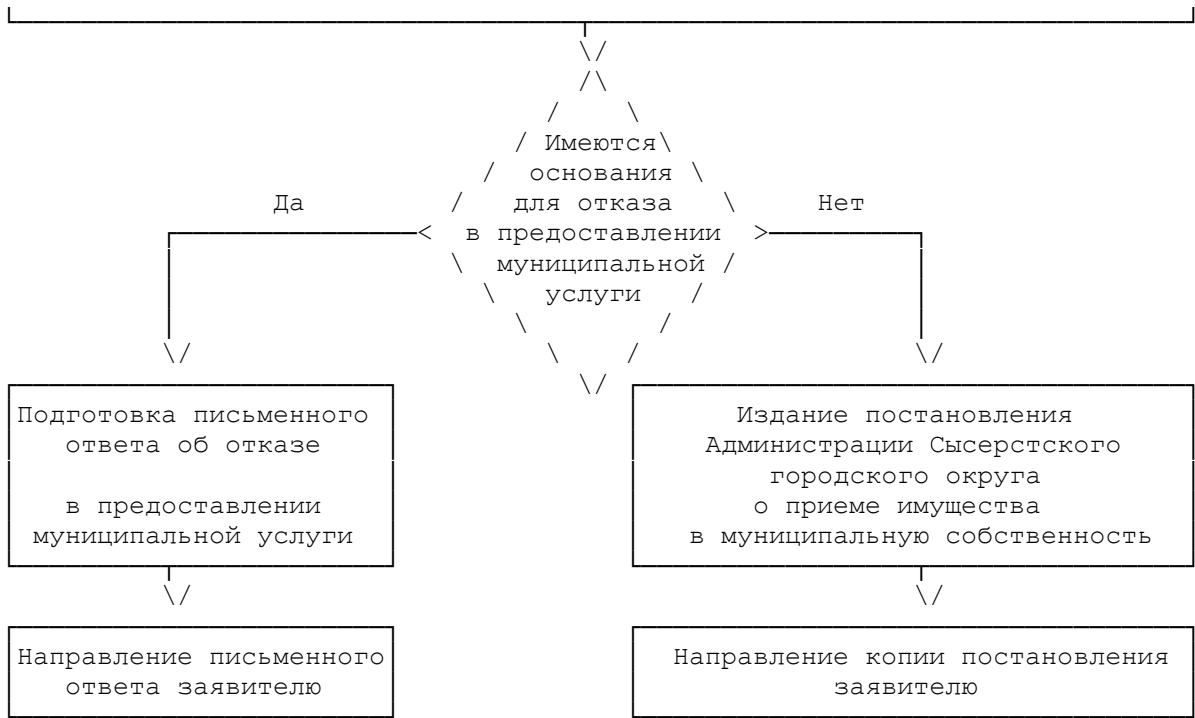 Имеются
основания
Да для отказа Нет
в предоставлении
муниципальной
услуги
Подготовка письменного
ответа об отказе
в предоставлении
муниципальной услуги
Издание постановления
Администрации Сысерстского
городского округа
о приеме имущества
в муниципальную собственность
Направление письменного
ответа заявителю
Направление копии постановления
заявителю